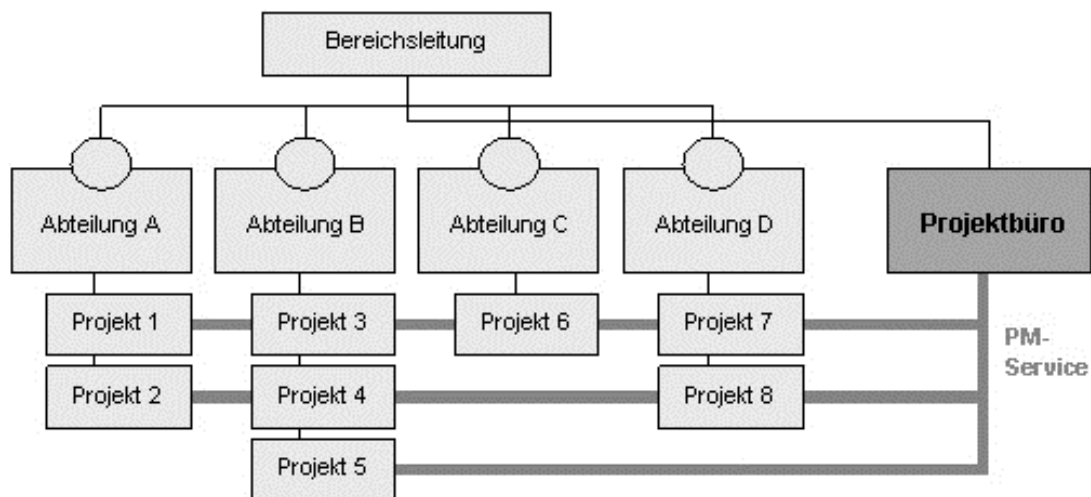 Bereichsleitung
Abteilung A
Abteilung B
Abteilung C
Abteilung D
Projektbüro
Projekt 1
Projekt 3
Projekt 6
Projekt 7
PM-
Service
Projekt 2
Projekt 4
Projekt 8
Projekt 5